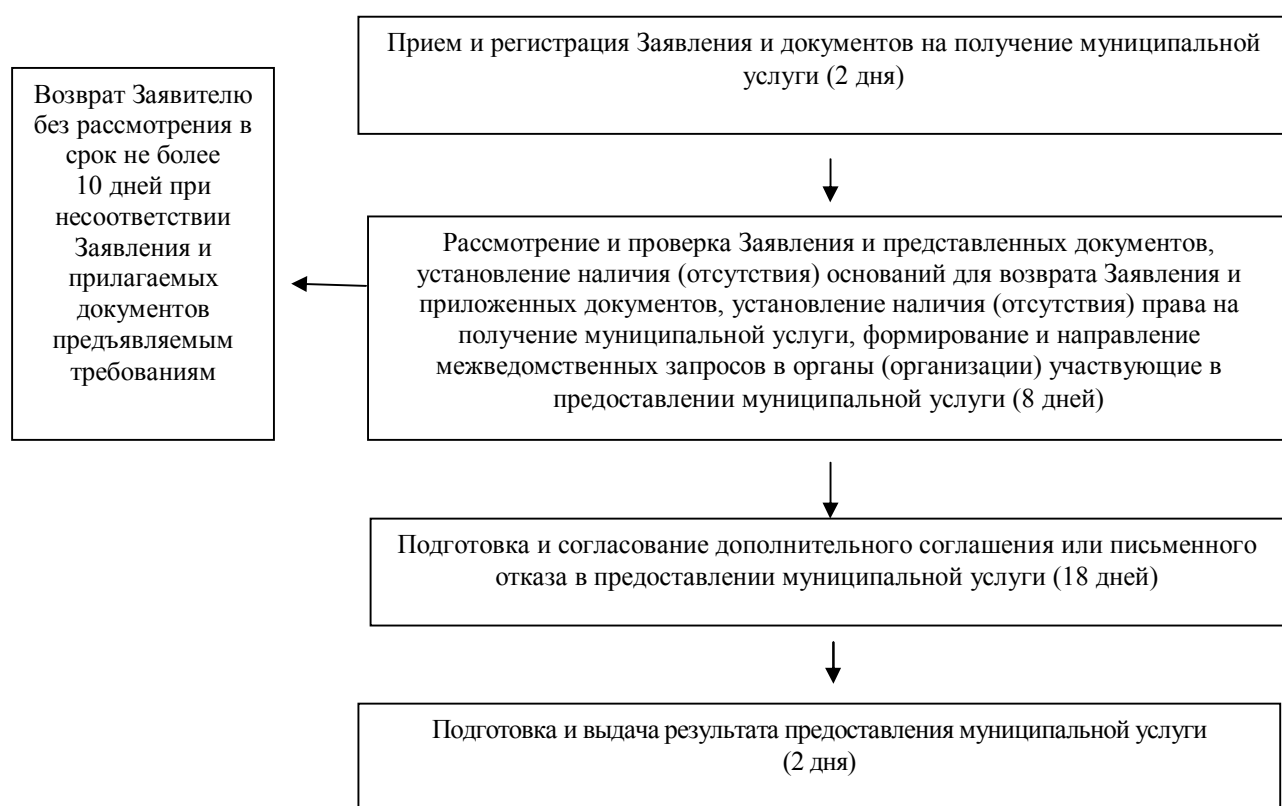 Прием и регистрация Заявления и документов на получение муниципальной
услуги (2 дня)
Возврат Заявителю
без рассмотрения в
срок не более
10 дней при
несоответствии
Заявления и
прилагаемых
документов
предъявляемым
требованиям
Рассмотрение и проверка Заявления и представленных документов,
установление наличия (отсутствия) оснований для возврата Заявления и
приложенных документов, установление наличия (отсутствия) права на
получение муниципальной услуги, формирование и направление
межведомственных запросов в органы (организации) участвующие в
предоставлении муниципальной услуги (8 дней)
Подготовка и согласование дополнительного соглашения или письменного
отказа в предоставлении муниципальной услуги (18 дней)
Подготовка и выдача результата предоставления муниципальной услуги
(2 дня)